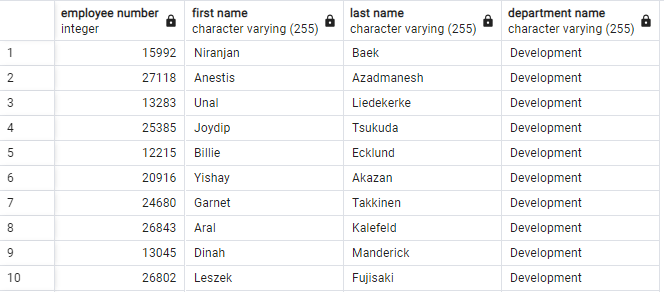 employee number first name last name department name
integer character varying (255) character varying (255) character varying (255)
1 15992 Niranjan Baek Development
2 27118 Anestis Azadmanesh Development
3 13283 Unal Liedekerke Development
4 25385 Joydip Tsukuda Development
5 12215 Billie Ecklund Development
6 20916 Yishay Akazan Development
7 24680 Garnet Takkinen Development
8 26843 Aral Kalefeld Development
9 13045 Dinah Manderick Development
10 26802 Leszek Fujisaki Development